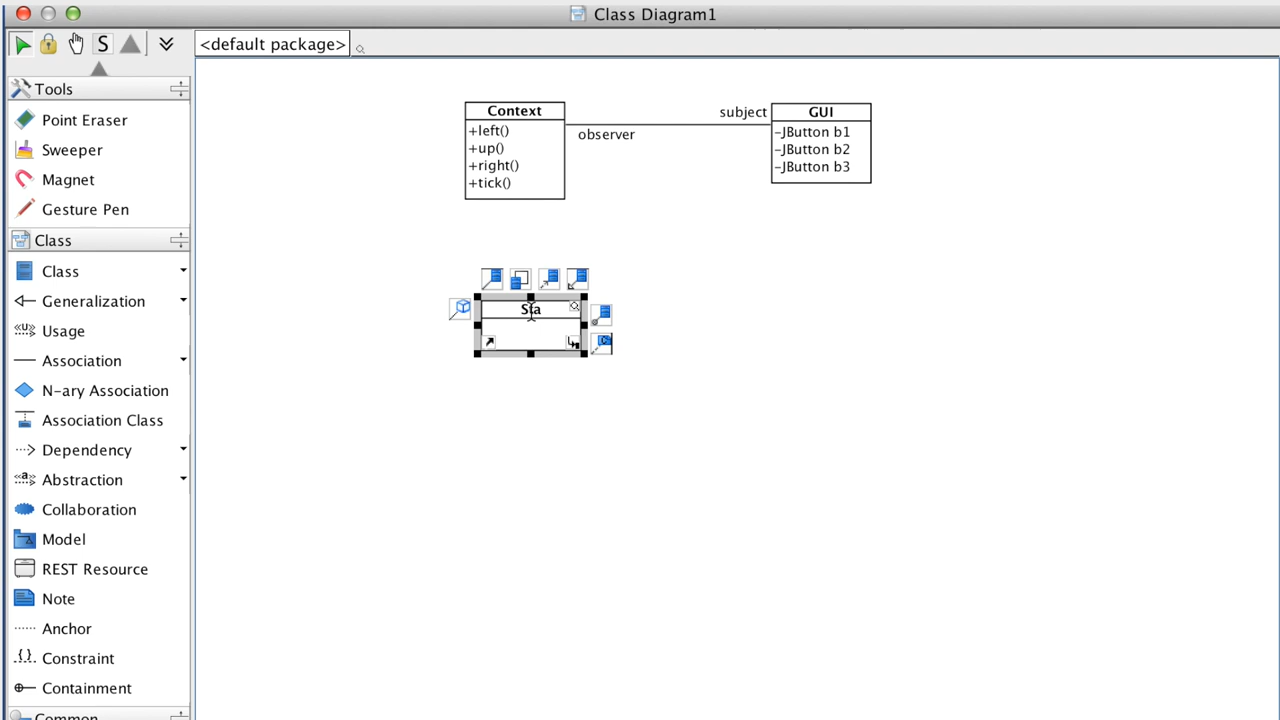 Class Diagram1
S
<default package>
Tools
Point Eraser
Sweeper
Magnet
Gesture Pen
Class
Class
Generalization
Usage
Association
N-ary Association
Association Class
Dependency
Abstraction
Collaboration
Model
REST Resource
Note
Anchor
Constraint
Containment
Common
Context
+left()
+up()
+right()
+tick()
observer
subject
GUI
-JButton b1
-JButton b2
-JButton b3
Sta